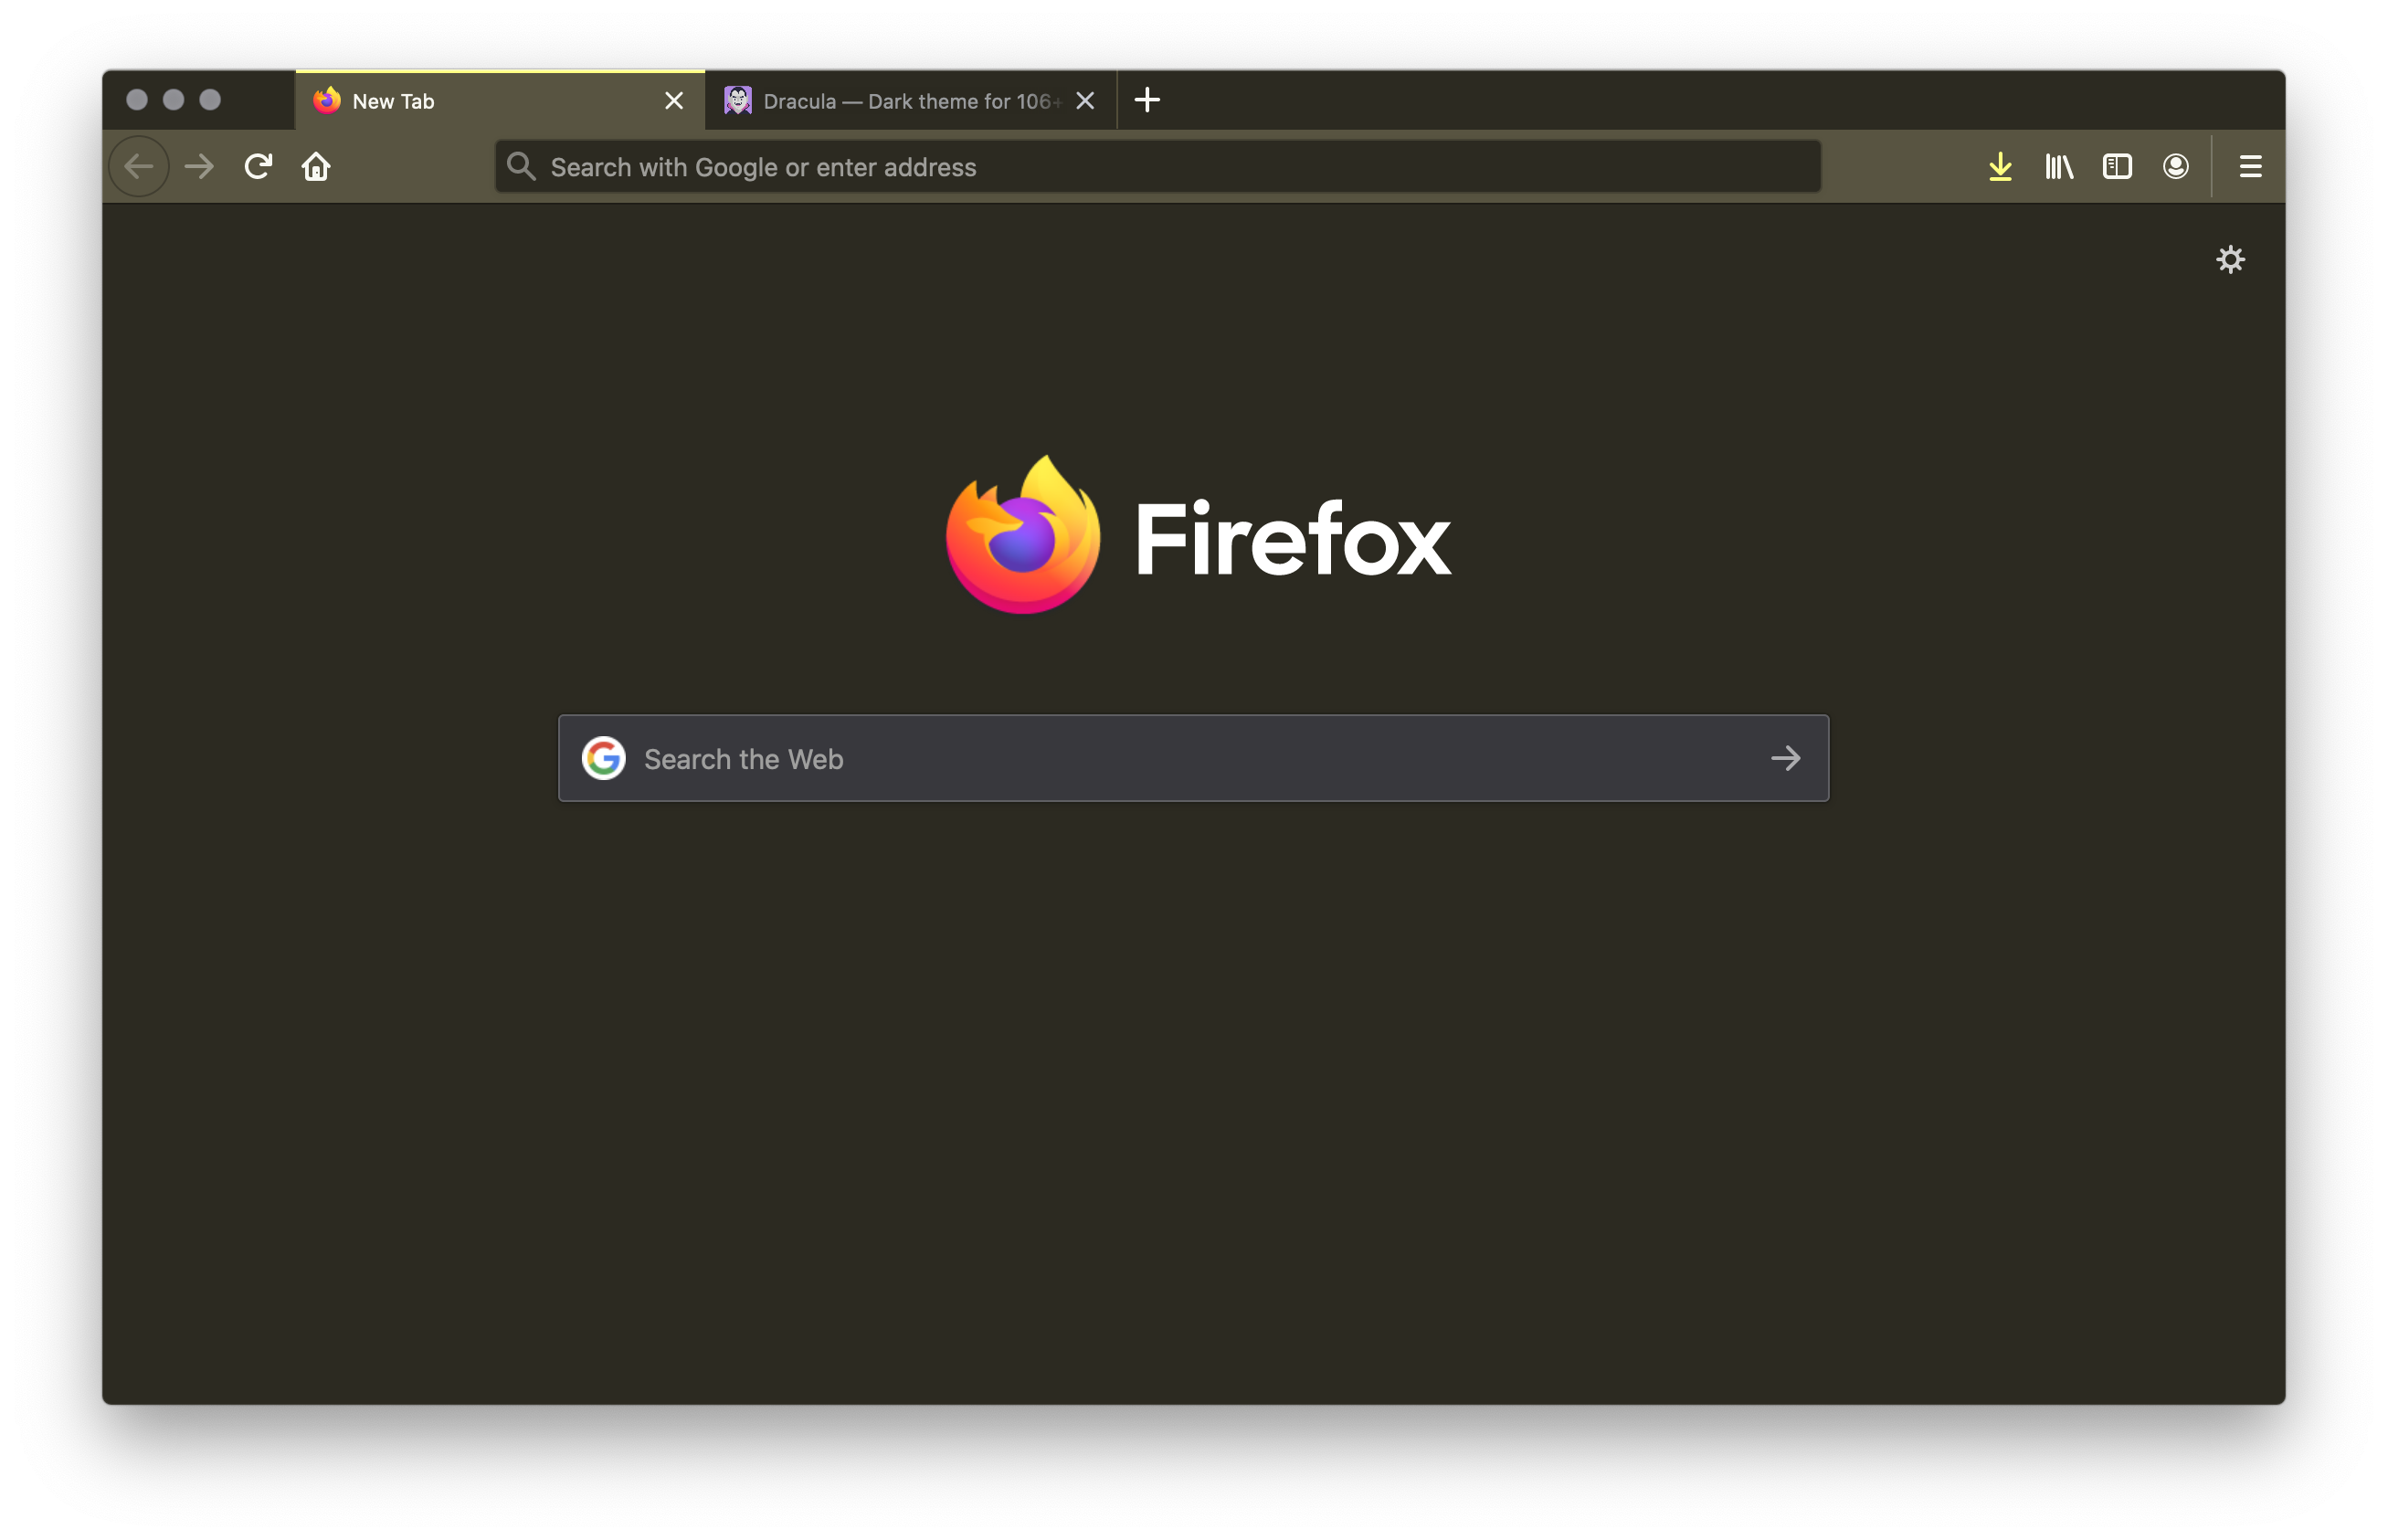 New Tab
Dracula — Dark theme for 106+
Search with Google or enter address
Firefox
Search the Web